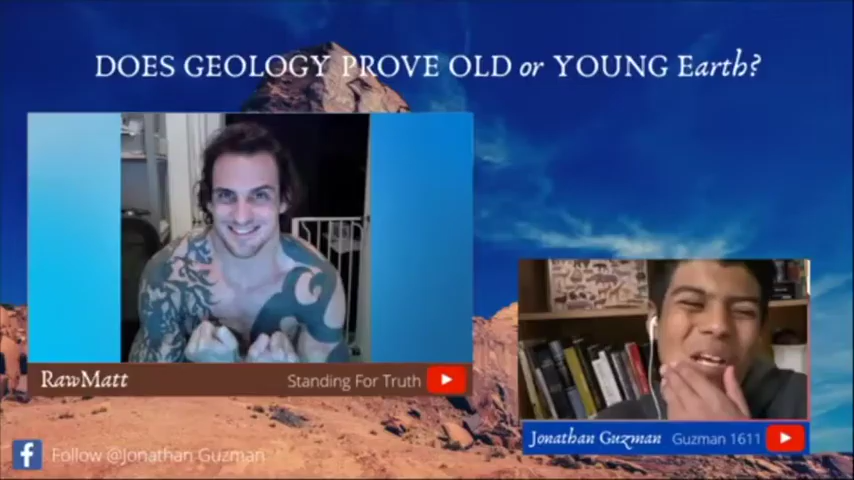 DOES GEOLOGY PROVE OLD or YOUNG Earth?
RawMatt
Standing For Truth
Jonathan Guzman
Guzman 1611
Follow @Jonathan Guzman